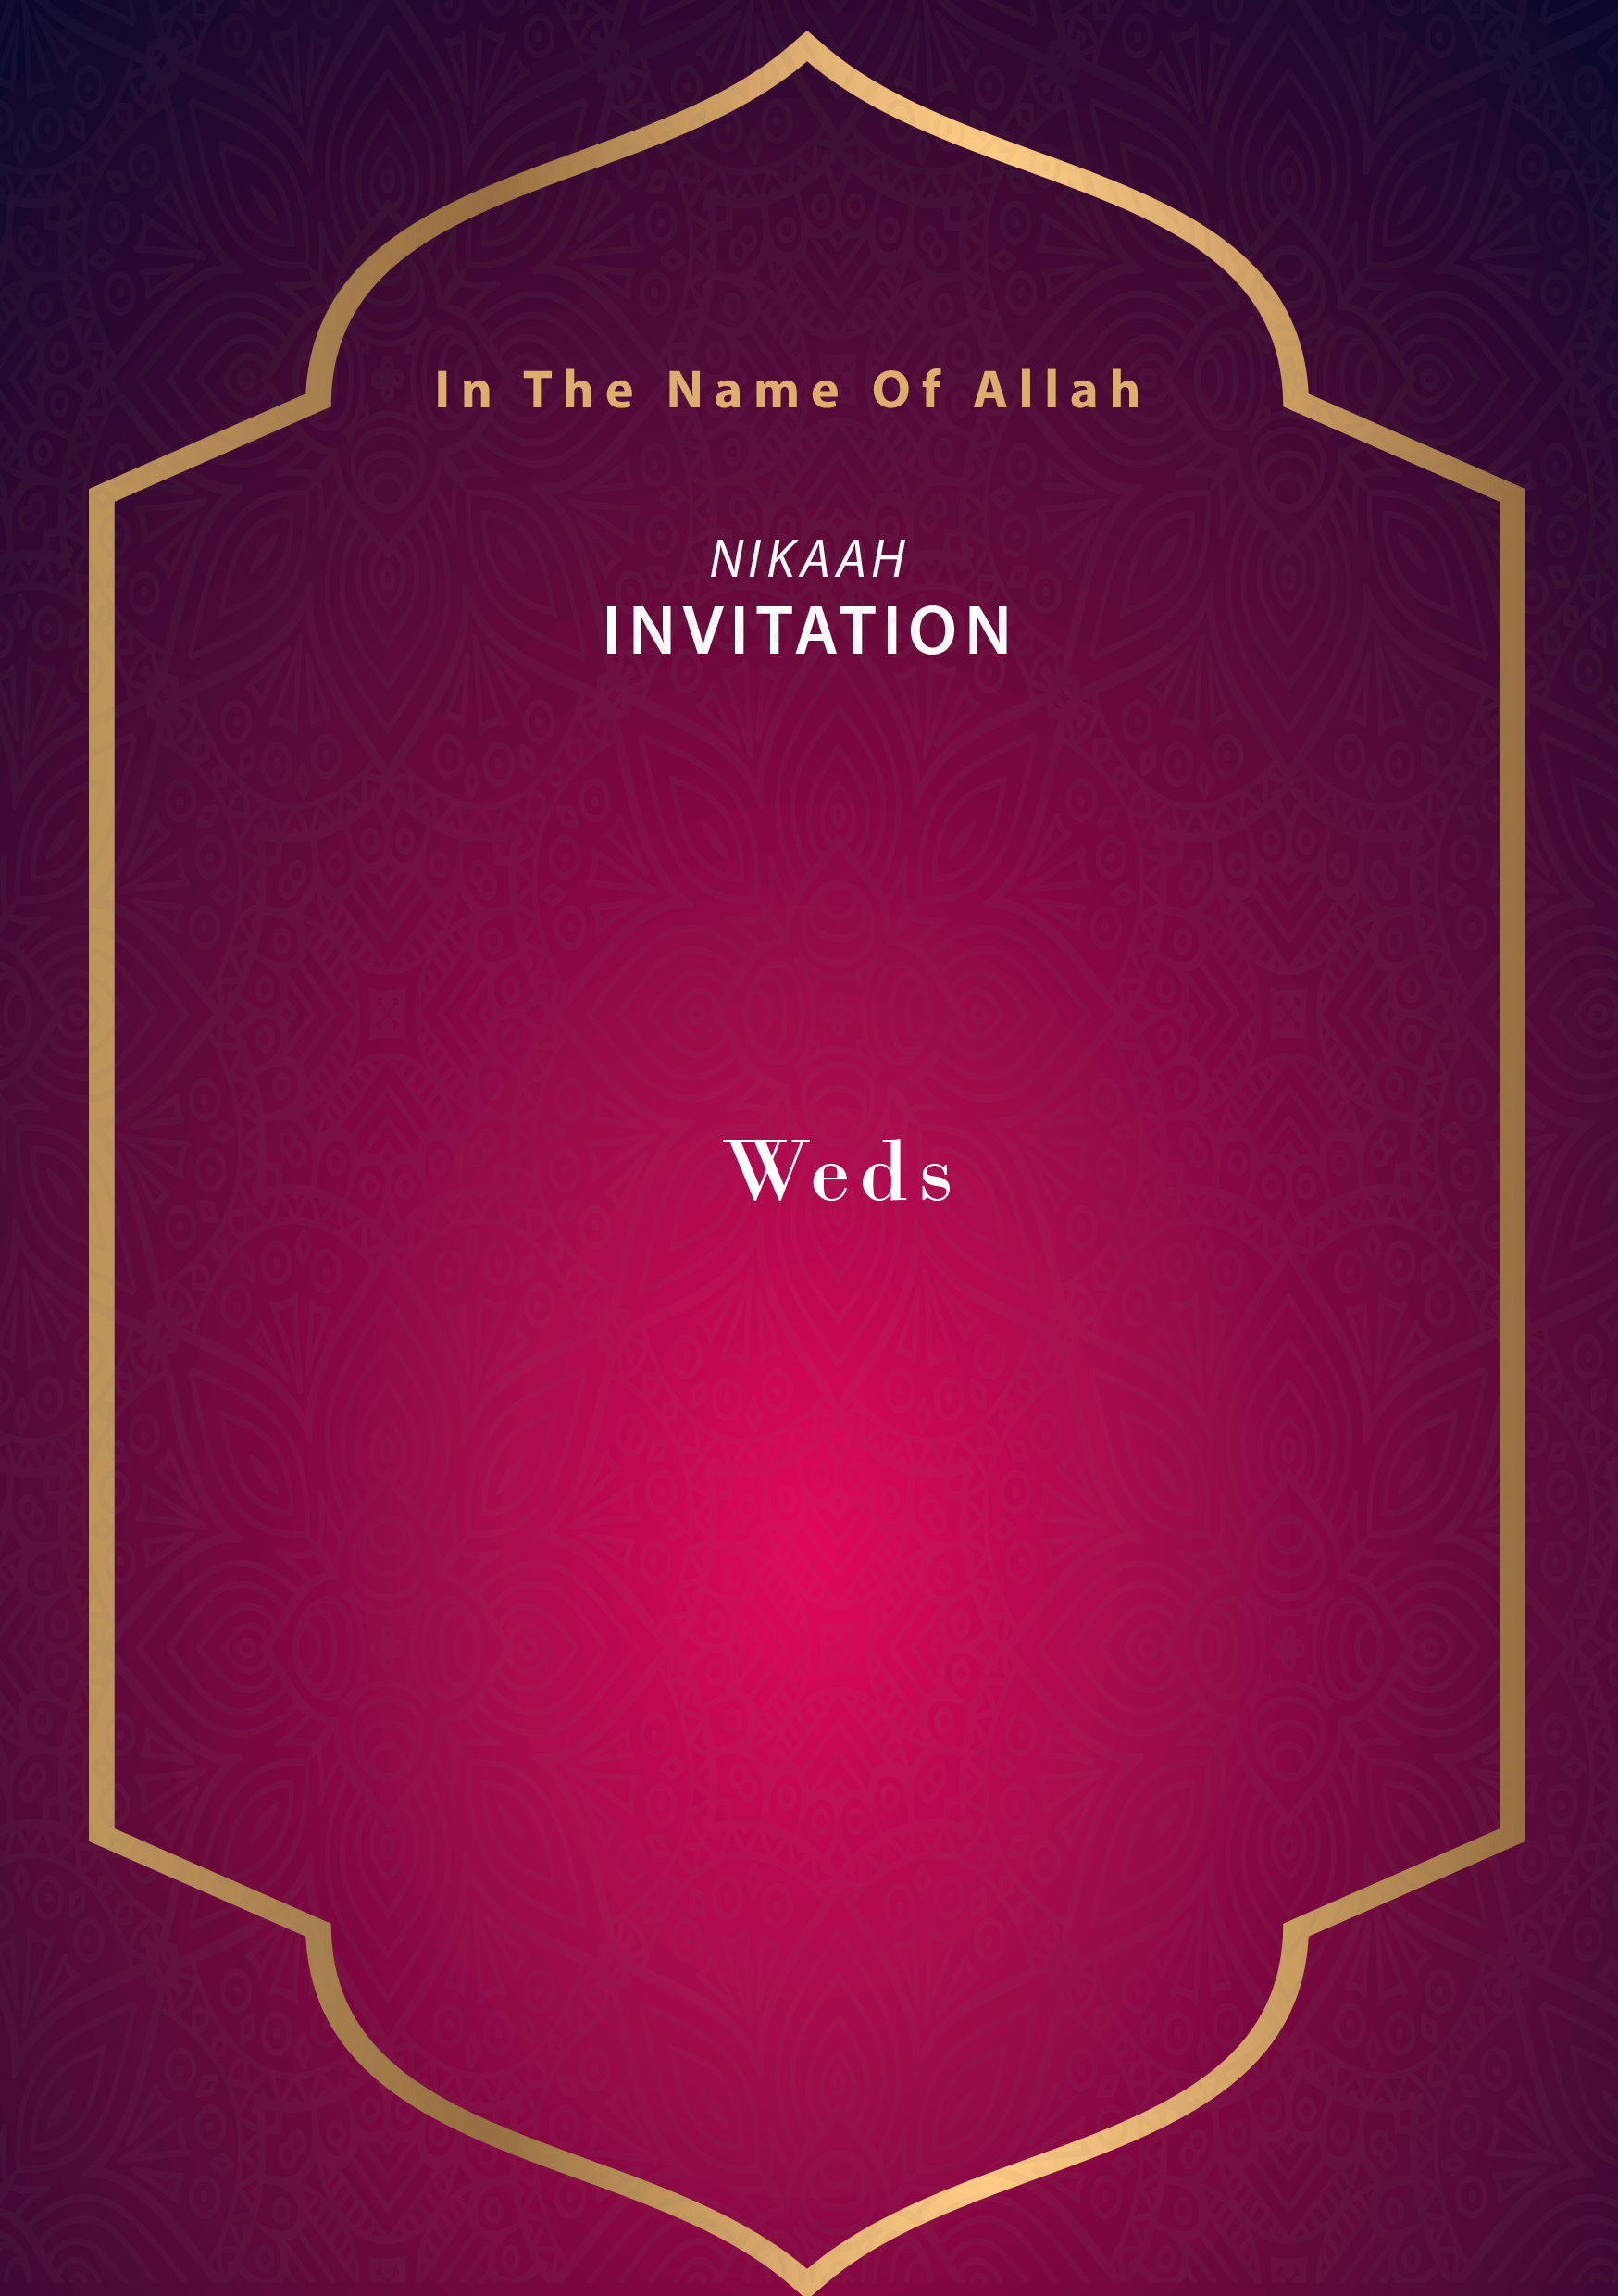 In The Name Of Allah
NIKAAH
INVITATION
Weds